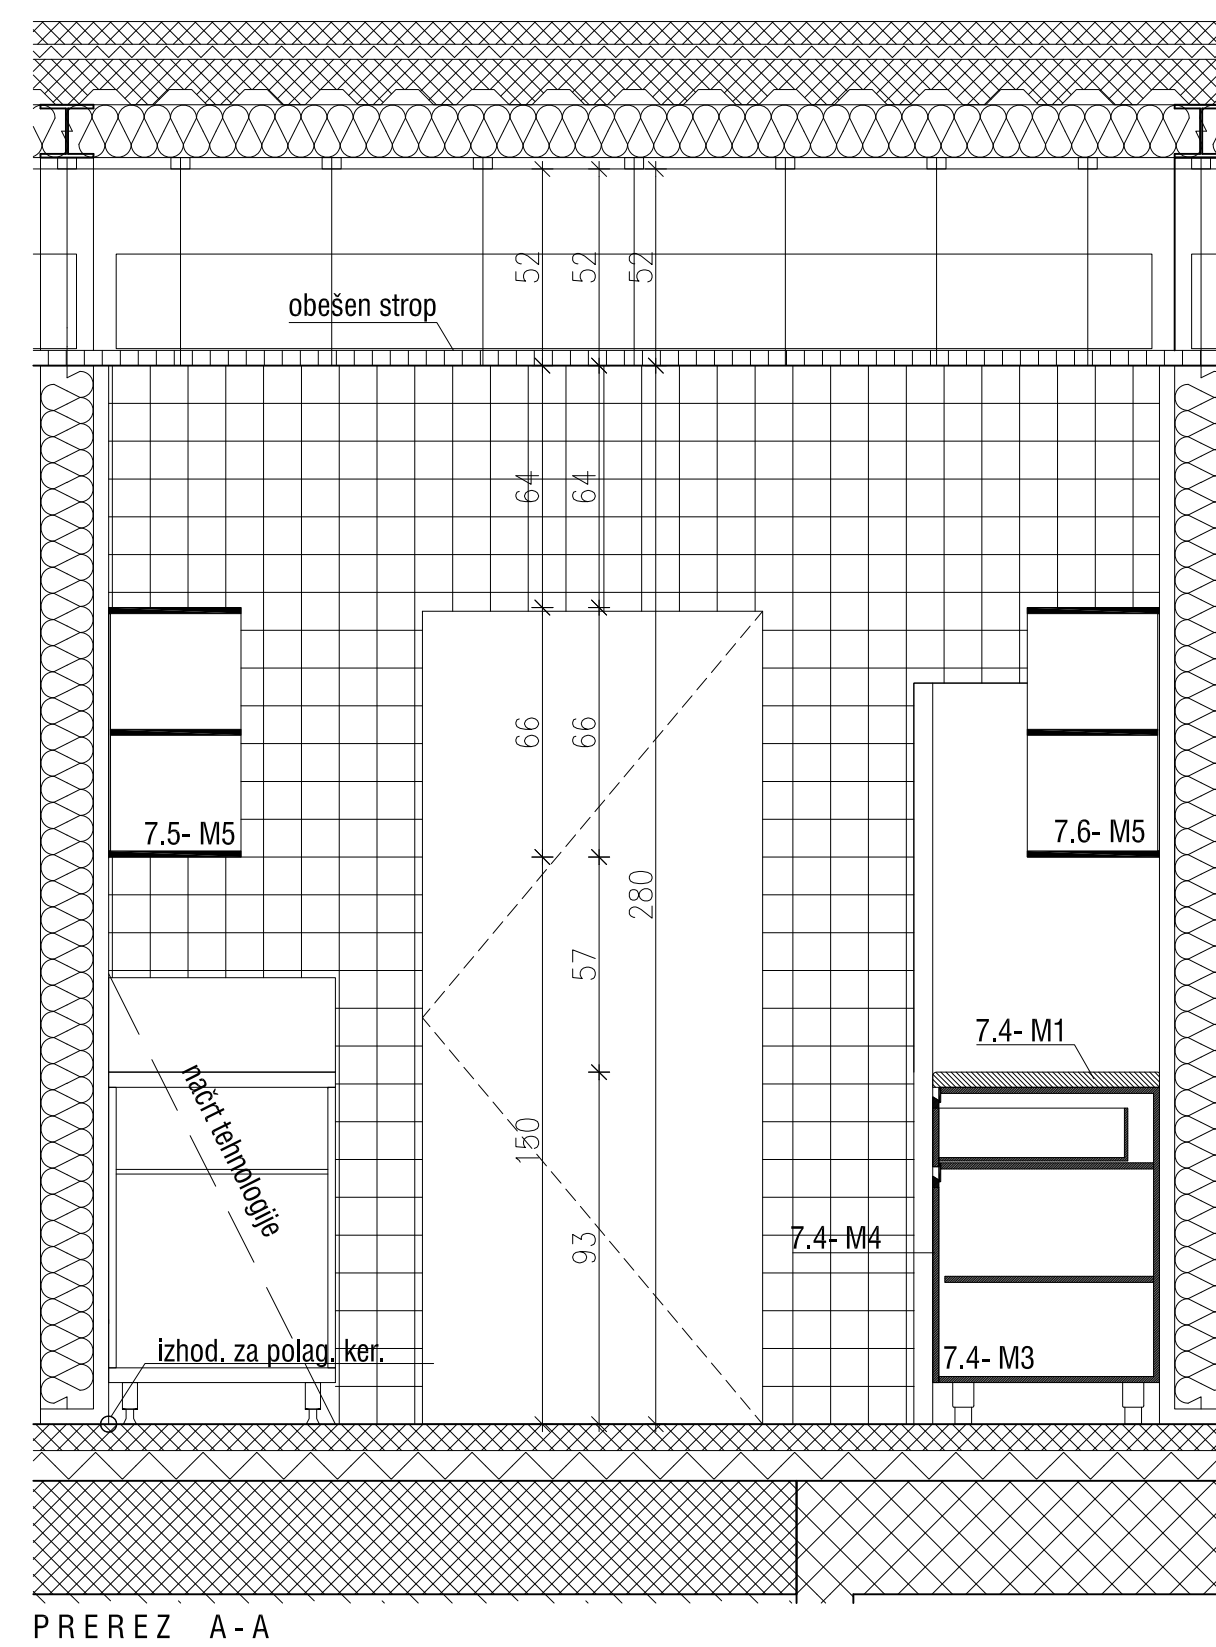 52
52
52
obešen strop
64
64
66
66
7.5- M5
7.6- M5
280
57
7.4- M1
načrt tehnologije
150
93
7.4- M4
izhod. za polag. ker.
7.4- M3
PREREZ A-A